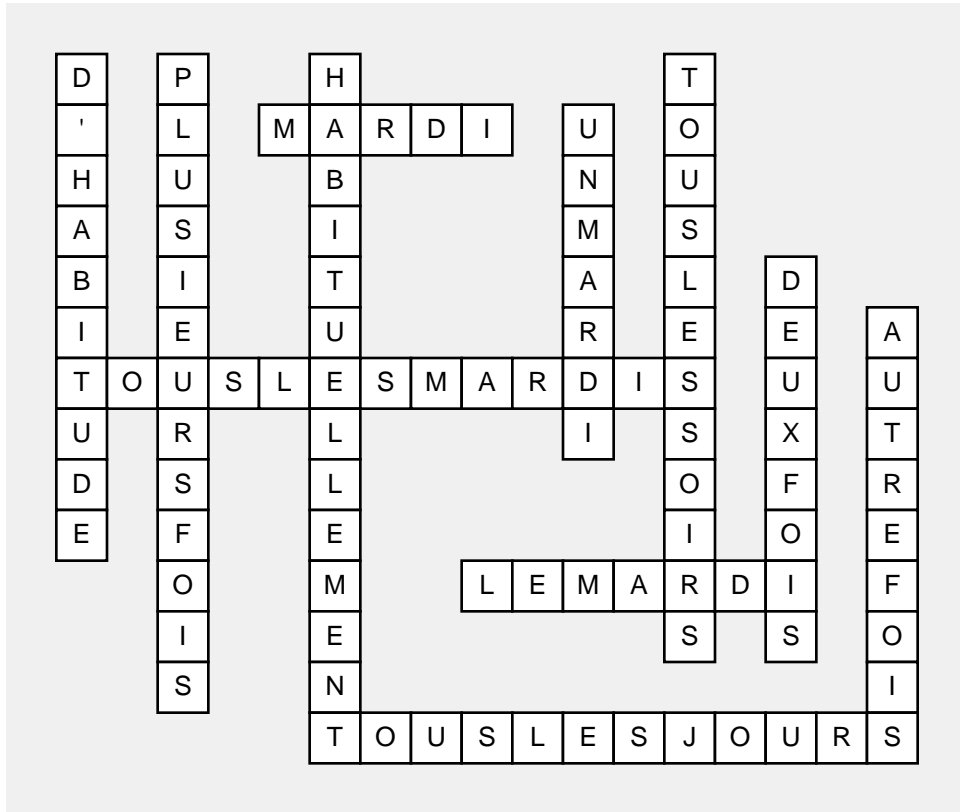 D'HABITUDE
PLUSIEURSFOIS
HABITUELLEMENT
TOUSLESSOIRS
MARDI
UNMARDI
DEUXFOIS
AUTREFOIS
TOUSLESMARDIS
LEMARDI
TOUSLESJOURS